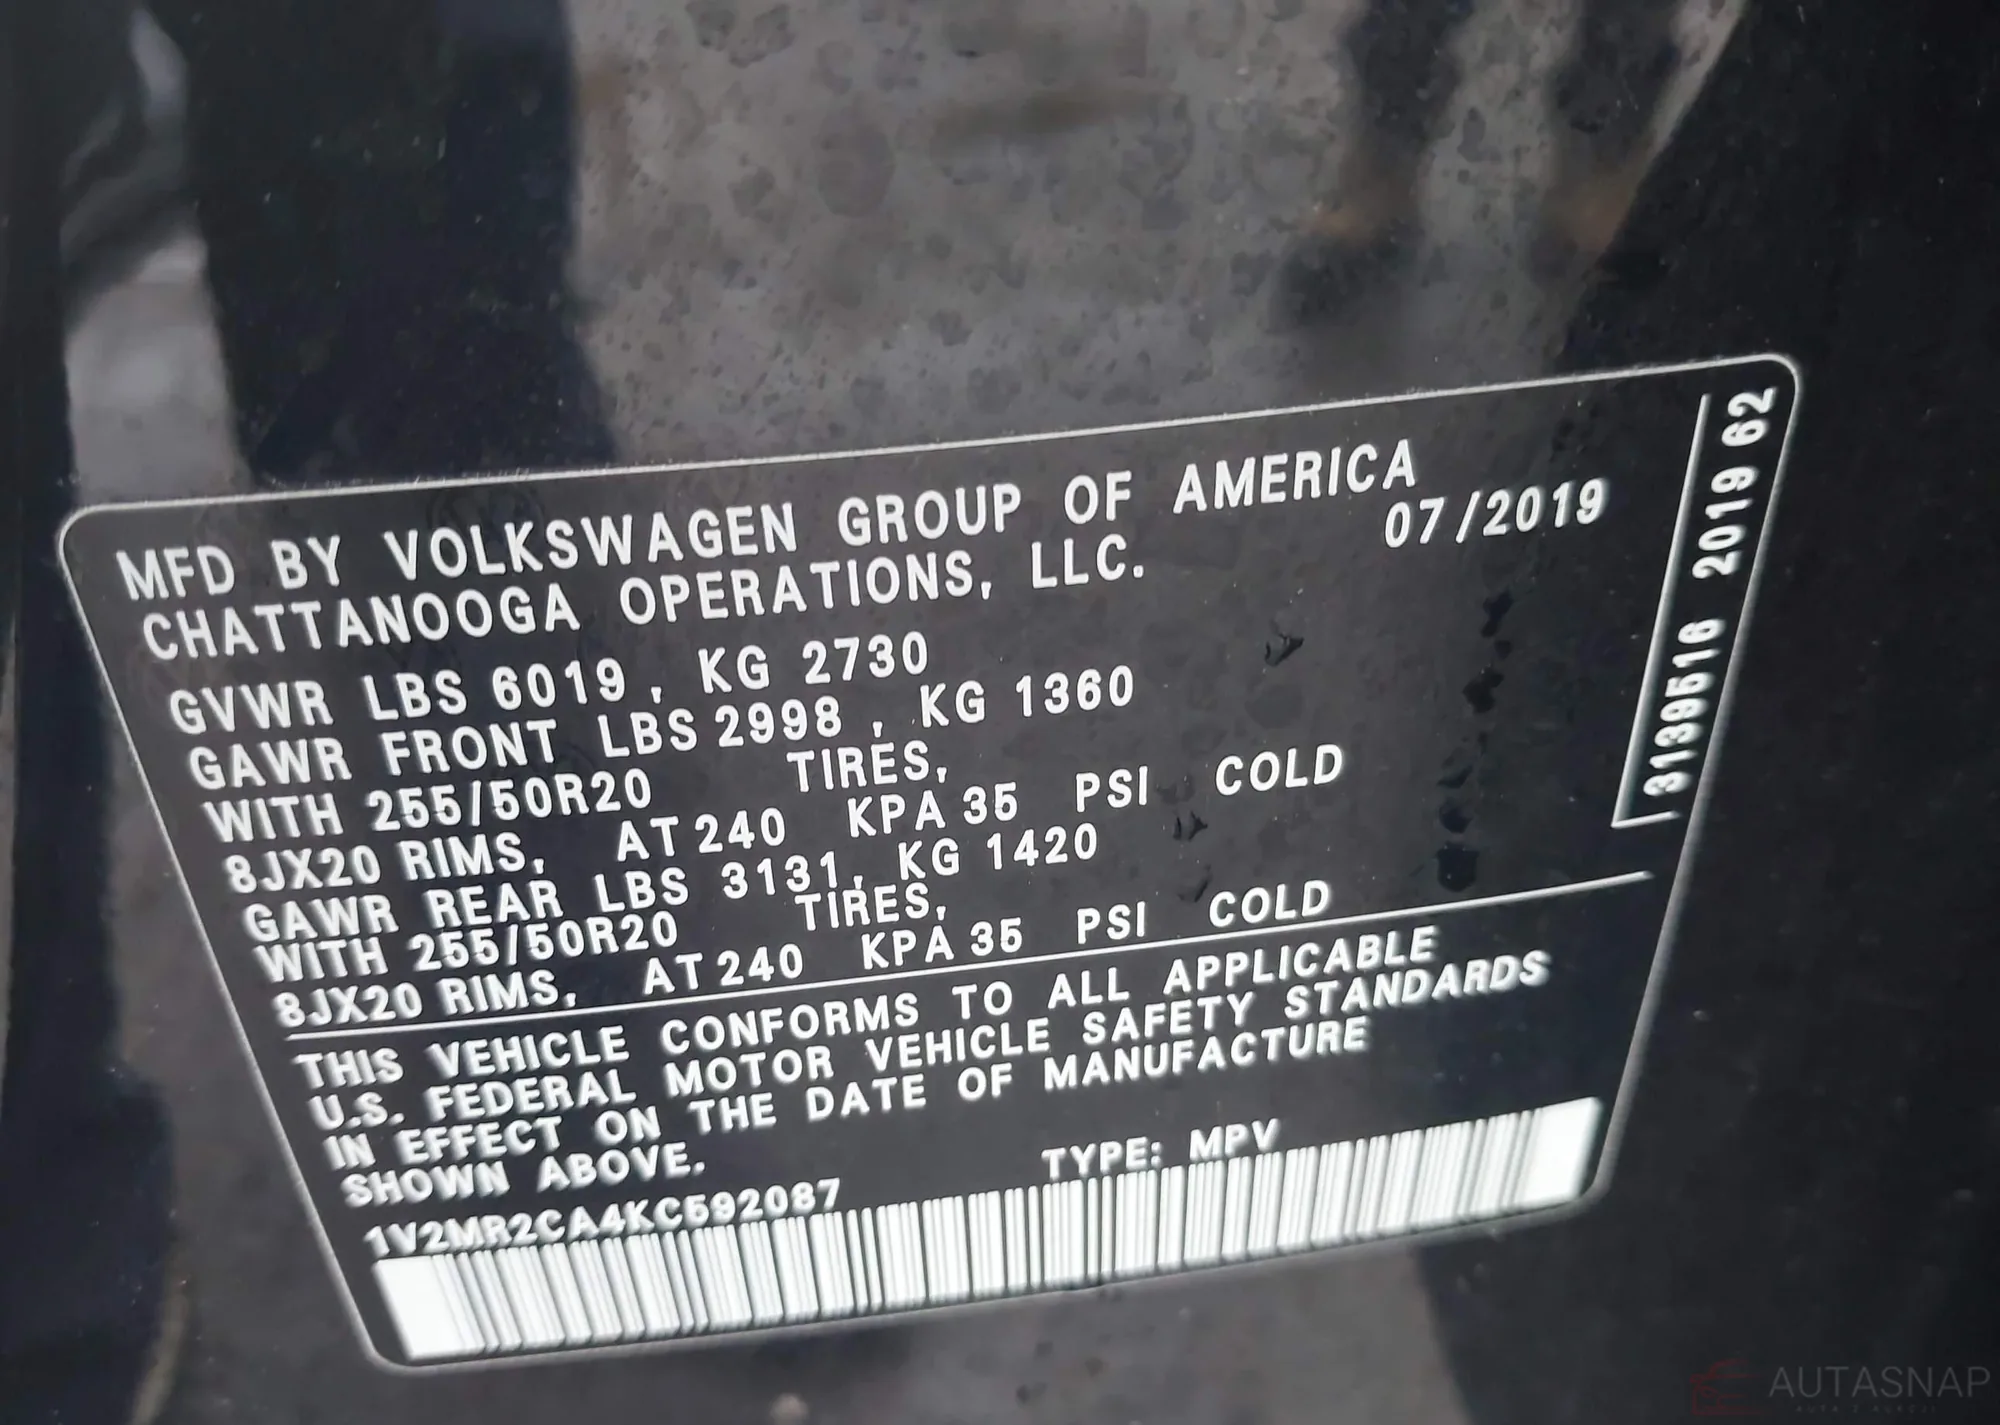 MFD BY VOLKSWAGEN GROUP OF AMERICA
CHATTANOOGA OPERATIONS, LLC.
07/2019
GVWR LBS 6019, KG 2730
GAWR FRONT LBS 2998, KG 1360
WITH 255/50R20 TIRES,
8JX20 RIMS, AT 240 KPA 35 PSI COLD
GAWR REAR LBS 3131, KG 1420
WITH 255/50R20 TIRES,
8JX20 RIMS, AT 240 KPA 35 PSI COLD
THIS VEHICLE CONFORMS TO ALL APPLICABLE
U.S. FEDERAL MOTOR VEHICLE SAFETY STANDARDS
IN EFFECT ON THE DATE OF MANUFACTURE
SHOWN ABOVE.
TYPE: MPV
1V2MR2CA4KC592087
3139516 2019 62
AUTASNAP
AUTA Z AUKCJI